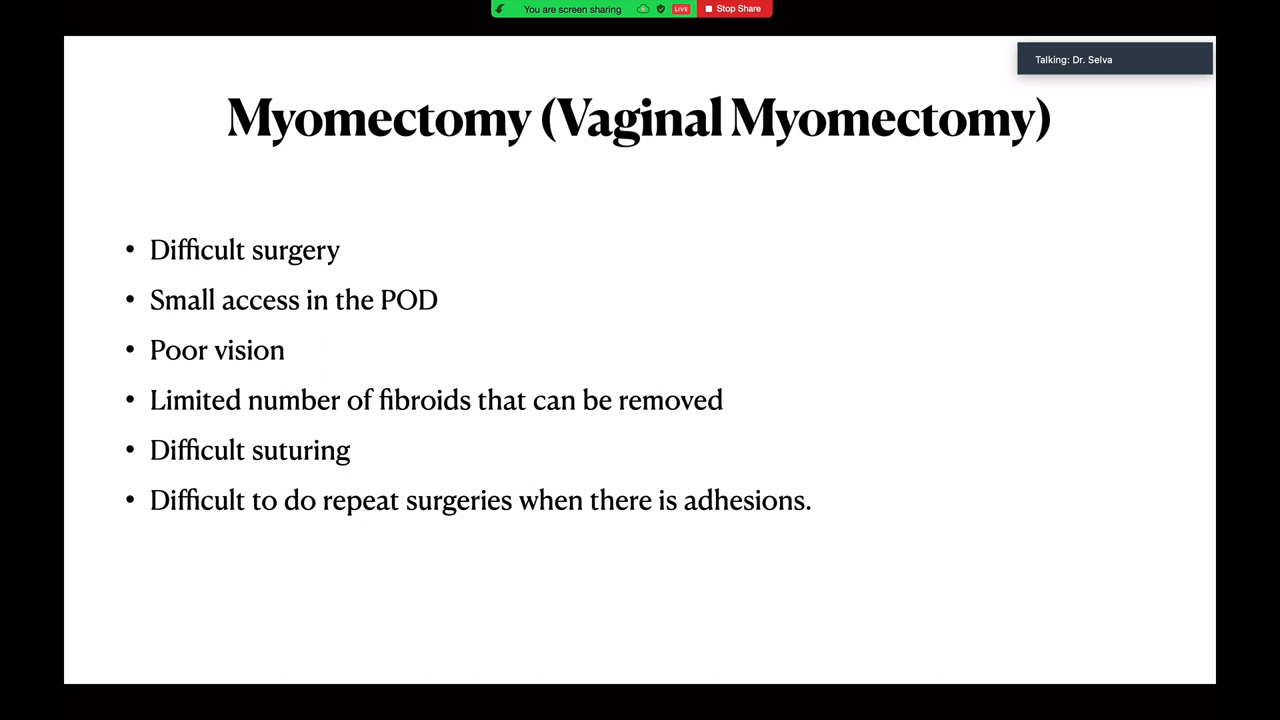 You are screen sharing LIVE Stop Share
Talking: Dr. Selva
Myomectomy (Vaginal Myomectomy)
• Difficult surgery
• Small access in the POD
• Poor vision
• Limited number of fibroids that can be removed
• Difficult suturing
• Difficult to do repeat surgeries when there is adhesions.